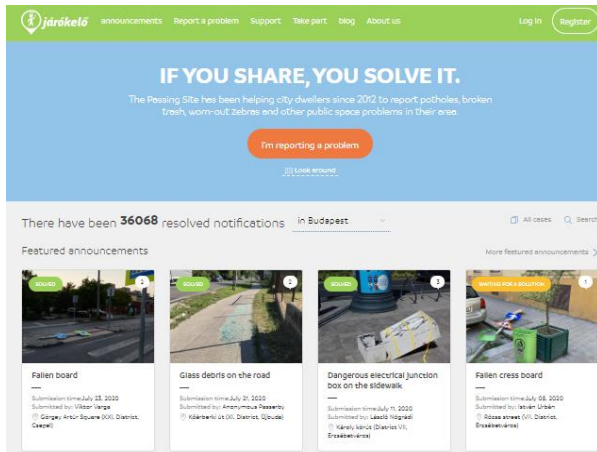 járókelő announcements Report a problem Support Take part blog About us Log In Register
IF YOU SHARE, YOU SOLVE IT.
The Passing Site has been helping city dwellers since 2012 to report potholes, broken
trash, worn-out zebras and other public space problems in their area.
I'm reporting a problem
Look around
There have been 36068 resolved notifications in Budapest All cases Search
Featured announcements More featured announcements
SOLVED SOLVED 2 SOLVED 3 WAITING FOR A SOLUTION 1
Fallen board
Submission time:July 23, 2020
Submitted by: Viktor Varga
Görgey Artúr Square (XXI. District,
Csepel)
Glass debris on the road
Submission time:July 21, 2020
Submitted by: Anonymous Passerby
(XI. District,
Dangerous electrical junction
box on the sidewalk
Submission time:July 11, 2020
Submitted by: László Nógrádi
Károly körút (District VII,
Erzsébetváros)
Fallen cress board
Submission time:July 08, 2020
Submitted by: István Urbán
Rózsa street (VII. District,
Erzsébetváros)